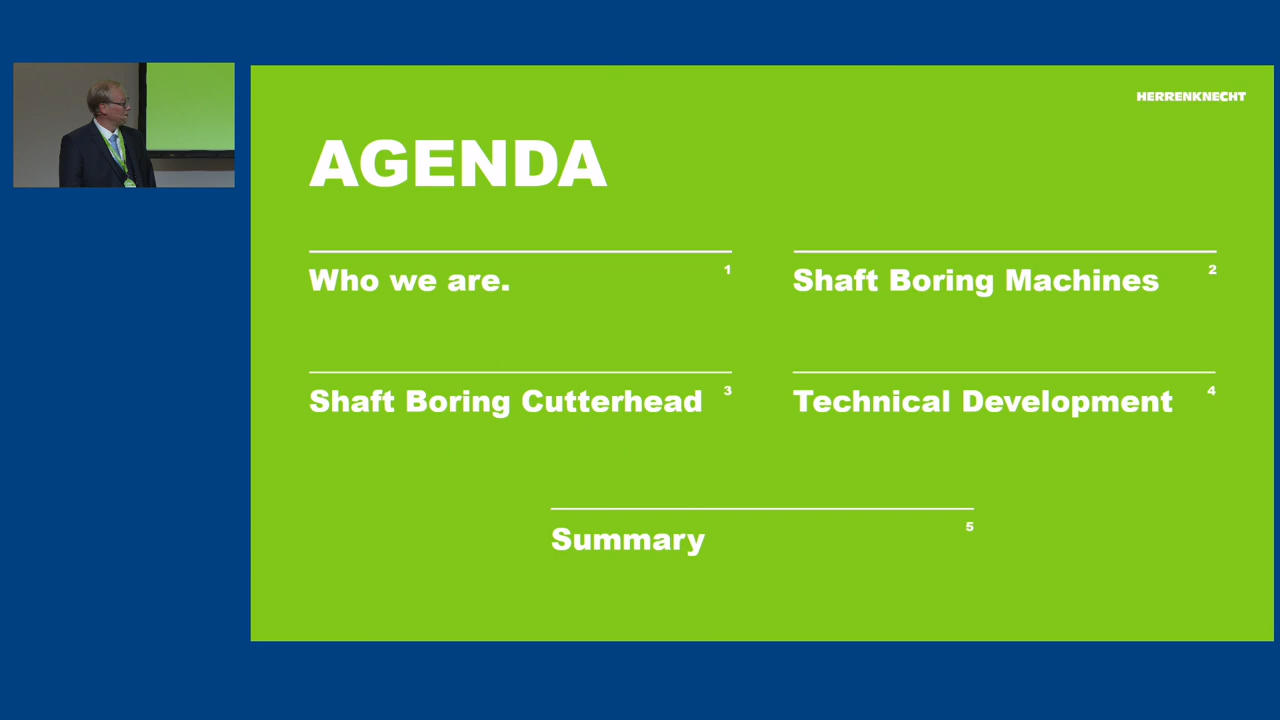 HERRENKNECHT
AGENDA
Who we are. 1
Shaft Boring Machines 2
Shaft Boring Cutterhead 3
Technical Development 4
Summary 5